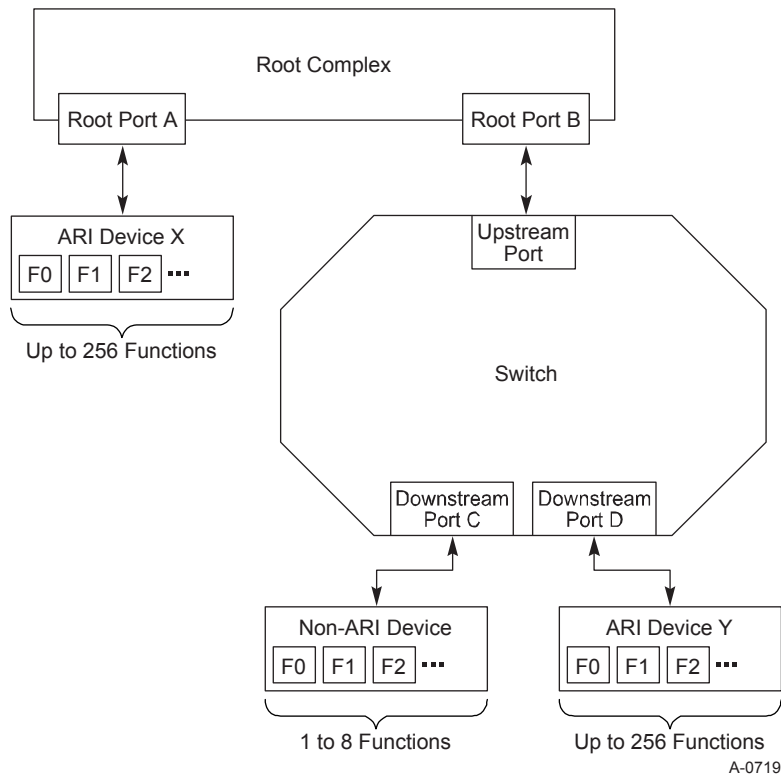 Root Complex
Root Port A
Root Port B
ARI Device X
F0 F1 F2 ...
Up to 256 Functions
Upstream
Port
Switch
Downstream
Port C
Downstream
Port D
Non-ARI Device
F0 F1 F2 ...
1 to 8 Functions
ARI Device Y
F0 F1 F2 ...
Up to 256 Functions
A-0719